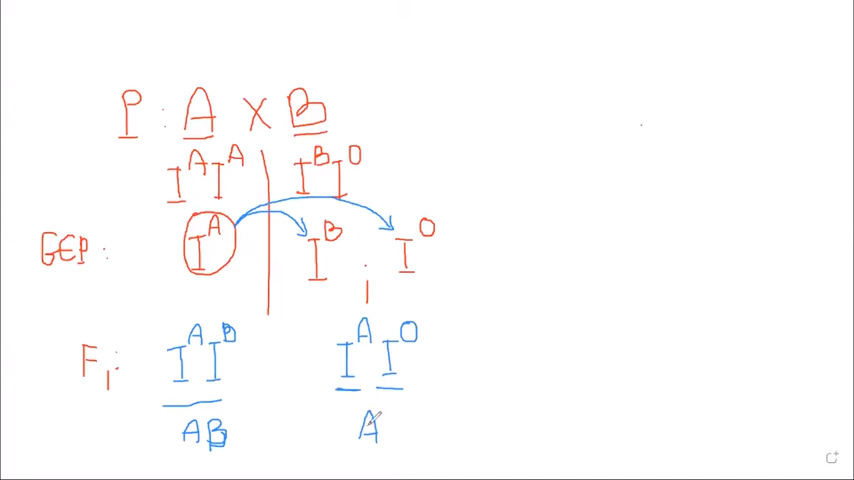 P : A X B
I^A I^A | I^B I^O
GEP : I^A I^B , I^O
F1: I^A I^B I^A I^O
AB A